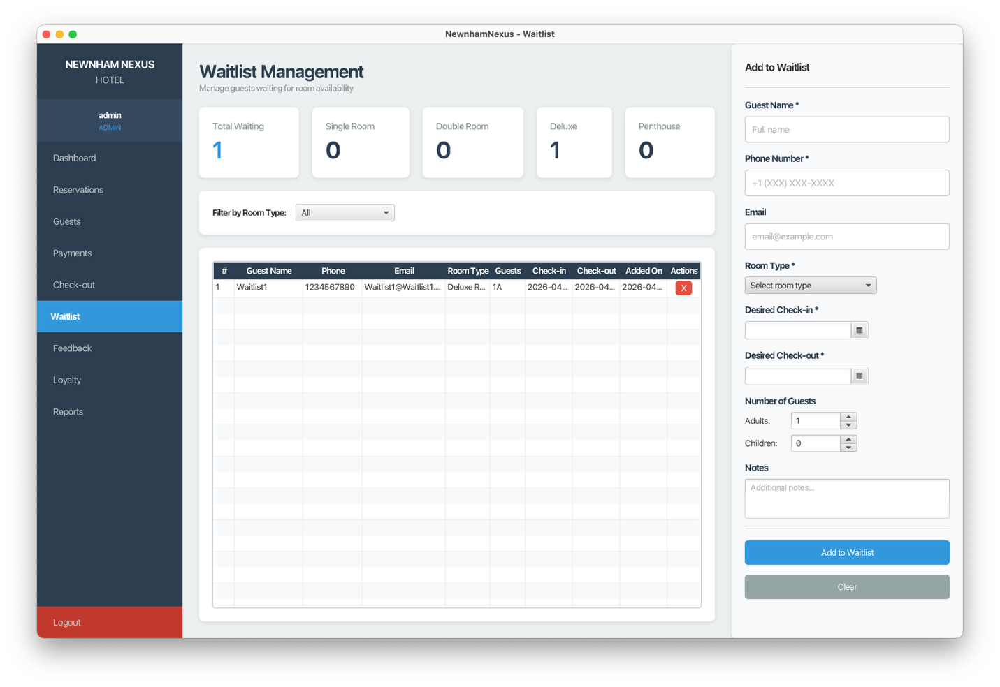 NewnhamNexus - Waitlist
NEWNHAM NEXUS
HOTEL
admin
ADMIN
Dashboard
Reservations
Guests
Payments
Check-out
Waitlist
Feedback
Loyalty
Reports
Logout
Waitlist Management
Manage guests waiting for room availability
Total Waiting
1
Single Room
0
Double Room
0
Deluxe
1
Penthouse
0
Filter by Room Type: All
# Guest Name Phone Email Room Type Guests Check-in Check-out Added On Actions
1 Waitlist1 1234567890 Waitlist1@Waitlist1.... Deluxe R... 1A 2026-04... 2026-04... 2026-04... X
Add to Waitlist
Guest Name *
Full name
Phone Number *
+1 (XXX) XXX-XXXX
Email
email@example.com
Room Type *
Select room type
Desired Check-in *
Desired Check-out *
Number of Guests
Adults: 1
Children: 0
Notes
Additional notes...
Add to Waitlist
Clear